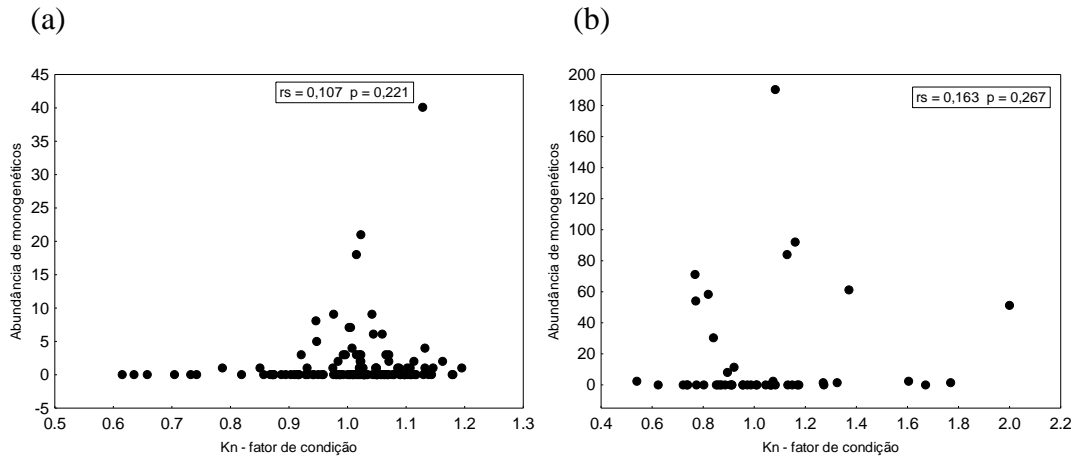 (a)
(b)
rs = 0,107 p = 0,221
Abundância de monogenéticos
45
40
35
30
25
20
15
10
5
0
-5
0.5 0.6 0.7 0.8 0.9 1.0 1.1 1.2 1.3
Kn - fator de condição
rs = 0,163 p = 0,267
Abundância de monogenéticos
200
180
160
140
120
100
80
60
40
20
0
-20
0.4 0.6 0.8 1.0 1.2 1.4 1.6 1.8 2.0 2.2
Kn - fator de condição